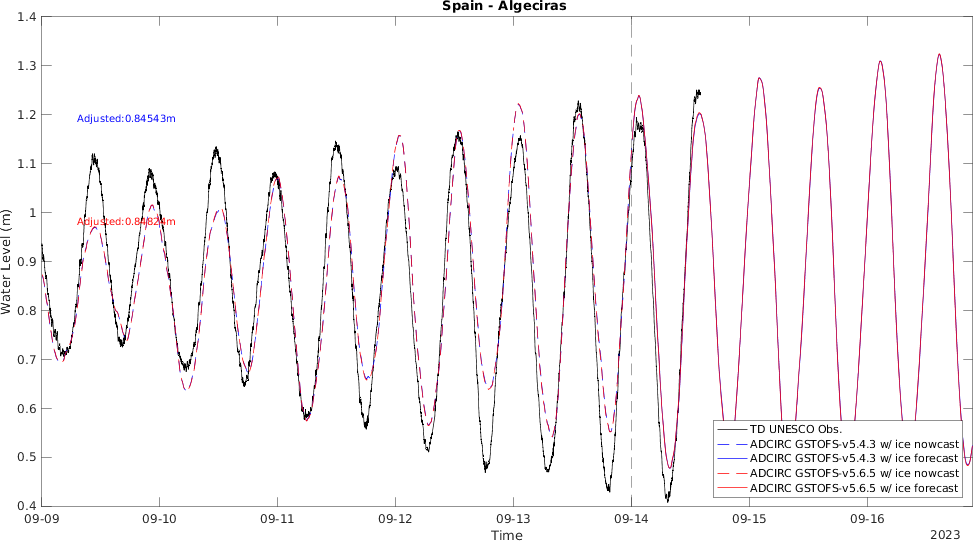 Spain - Algeciras
1.4
1.3
1.2
1.1
1
0.9
0.8
0.7
0.6
0.5
0.4
Water Level (m)
Adjusted:0.84543m
Adjusted:0.84824m
TD UNESCO Obs.
ADCIRC GSTOFS-v5.4.3 w/ ice nowcast
ADCIRC GSTOFS-v5.4.3 w/ ice forecast
ADCIRC GSTOFS-v5.6.5 w/ ice nowcast
ADCIRC GSTOFS-v5.6.5 w/ ice forecast
09-09 09-10 09-11 09-12 09-13 09-14 09-15 09-16
Time
2023